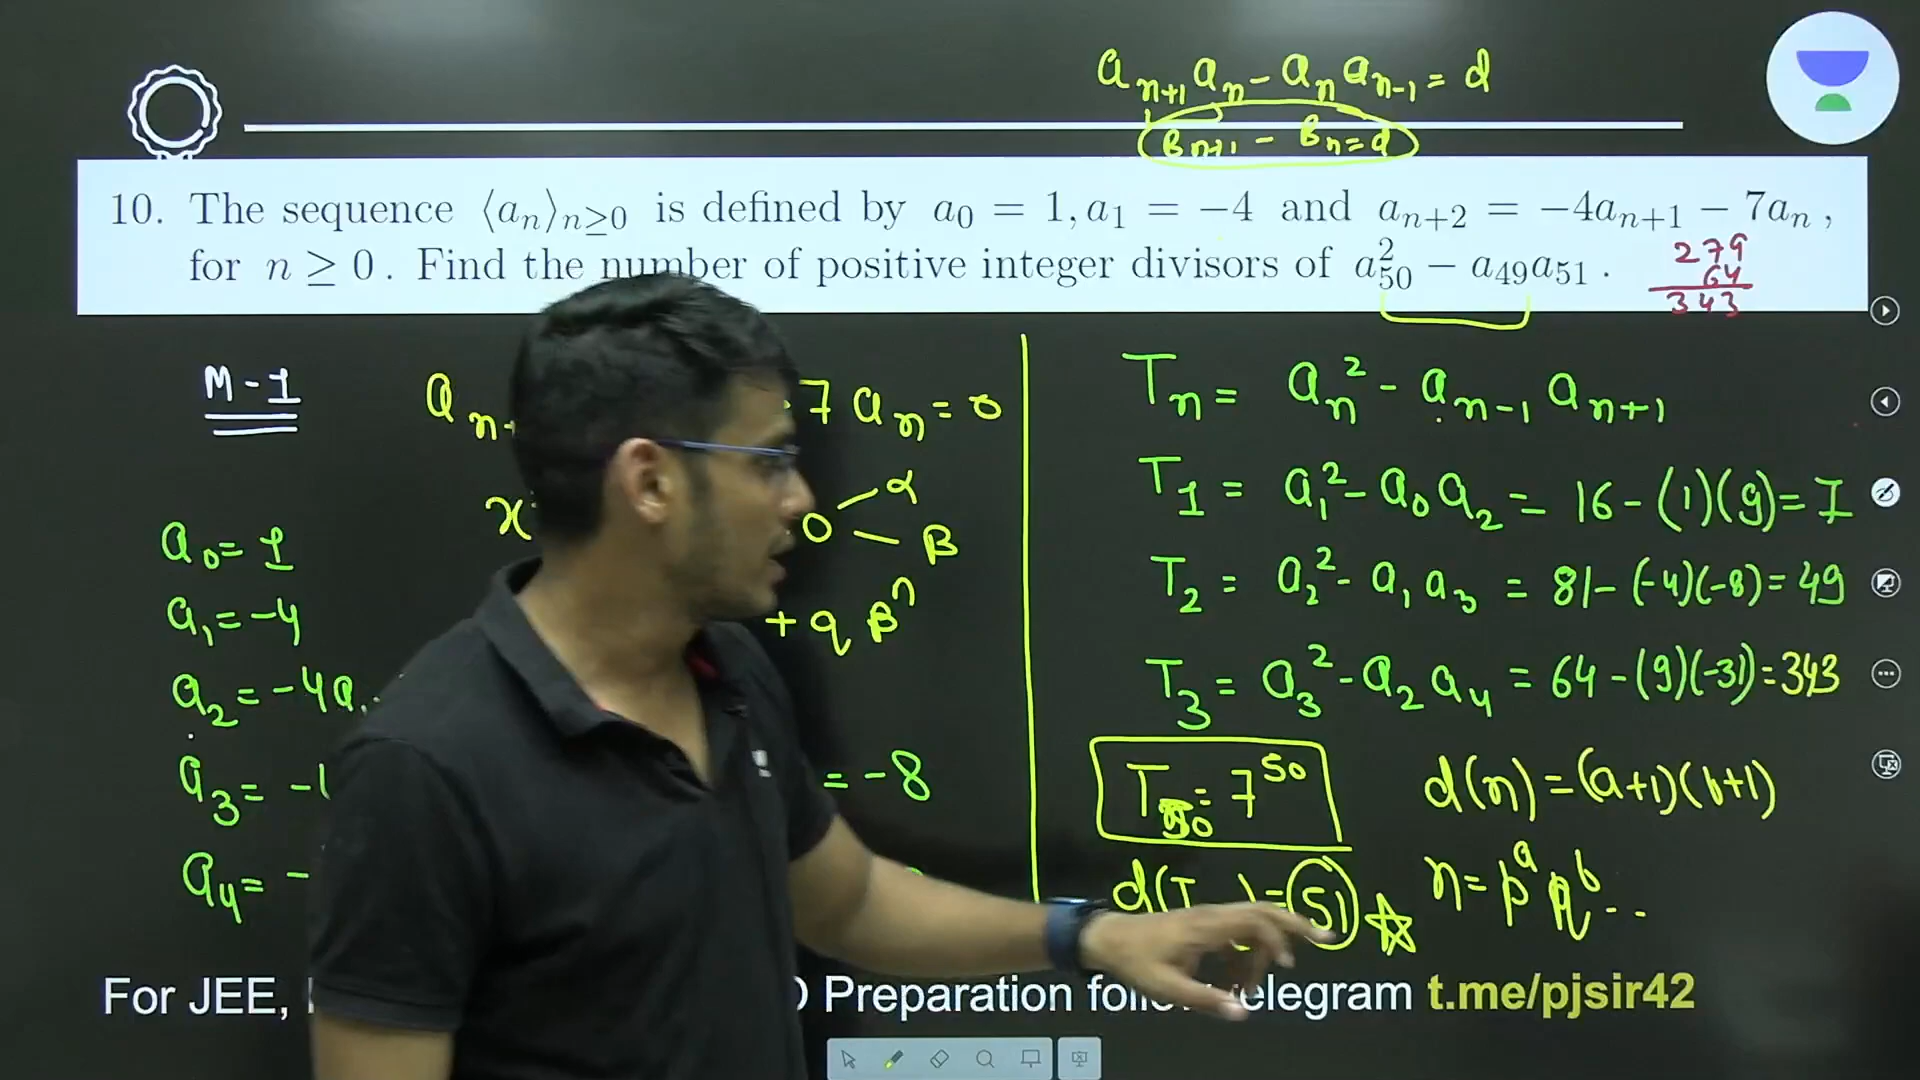 a_{n+1} a_n - a_n a_{n-1} = d
B_{n+1} - B_n = d
10. The sequence ⟨a_n⟩_{n≥0} is defined by a_0 = 1, a_1 = −4 and a_{n+2} = −4a_{n+1} − 7a_n ,
for n ≥ 0 . Find the number of positive integer divisors of a_{50}^2 − a_{49}a_{51} .
279
64
343
M - 1
a_n 7 a_n = 0
x 0 α
β
+ q β^n
a_0 = 1
a_1 = -4
a_2 = -4a
a_3 = -1 = -8
a_4 = -
T_n = a_n^2 - a_{n-1} a_{n+1}
T_1 = a_1^2 - a_0 a_2 = 16 - (1)(9) = 7
T_2 = a_2^2 - a_1 a_3 = 81 - (-4)(-8) = 49
T_3 = a_3^2 - a_2 a_4 = 64 - (9)(-31) = 343
T_{50} = 7^{50} d(n) = (a+1)(b+1)
d(T ) = 51 n = p^a q^b ...
For JEE, Preparation telegram t.me/pjsir42